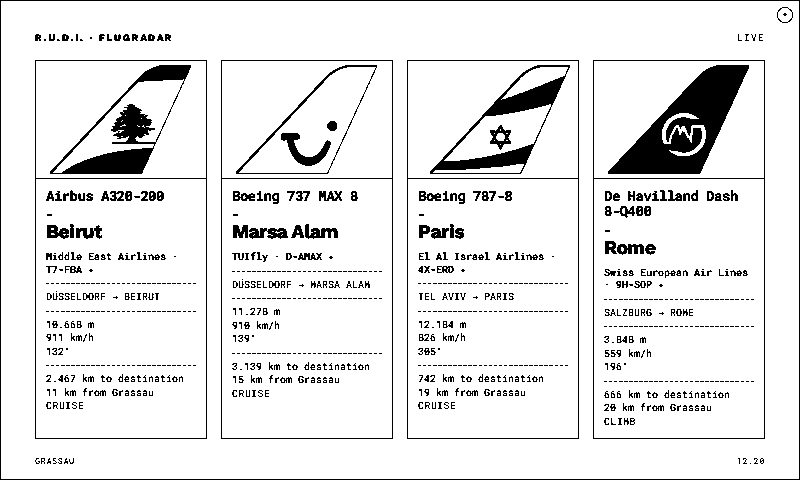 R.U.D.I. · FLUGRADAR
LIVE
Airbus A320-200
-
Beirut
Middle East Airlines ·
T7-FBA ✦
DÜSSELDORF → BEIRUT
10.668 m
911 km/h
132°
2.467 km to destination
11 km from Grassau
CRUISE
Boeing 737 MAX 8
-
Marsa Alam
TUIfly · D-AMAX ✦
DÜSSELDORF → MARSA ALAM
11.278 m
910 km/h
139°
3.139 km to destination
15 km from Grassau
CRUISE
Boeing 787-8
-
Paris
El Al Israel Airlines ·
4X-ERD ✦
TEL AVIV → PARIS
12.184 m
826 km/h
305°
742 km to destination
19 km from Grassau
CRUISE
De Havilland Dash
8-Q400
-
Rome
Swiss European Air Lines
· 9H-SOP ✦
SALZBURG → ROME
3.848 m
559 km/h
196°
666 km to destination
20 km from Grassau
CLIMB
GRASSAU
12.20